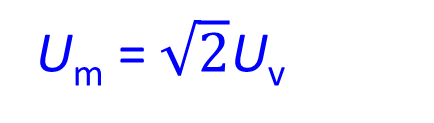 Uₘ = √2Uᵥ